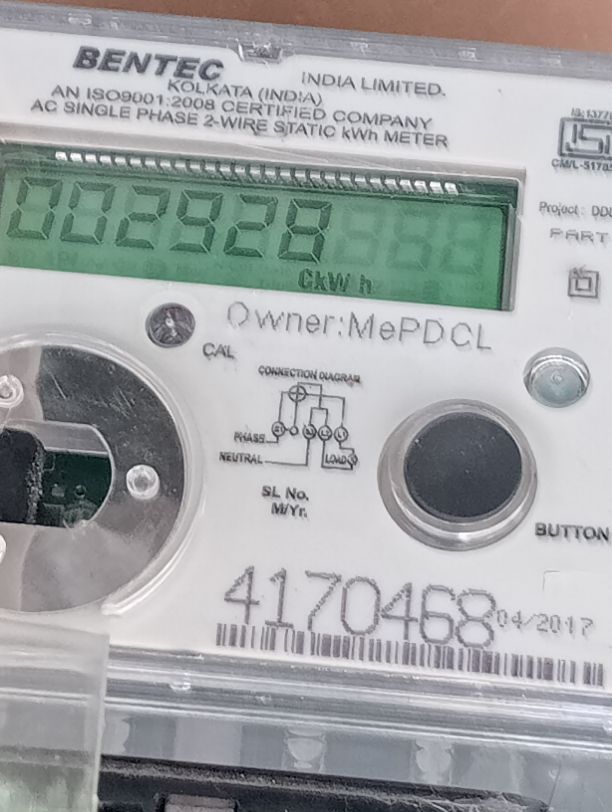 BENTEC INDIA LIMITED.
KOLKATA (INDIA)
AN ISO9001:2008 CERTIFIED COMPANY
AC SINGLE PHASE 2-WIRE STATIC kWh METER
ISI
Project:
PART
002928
CkW h
Owner:MePDCL
CAL
CONNECTION DIAGRAM
PHASE
NEUTRAL
LOAD
SL No.
M/Yr.
BUTTON
4170468 04/2017